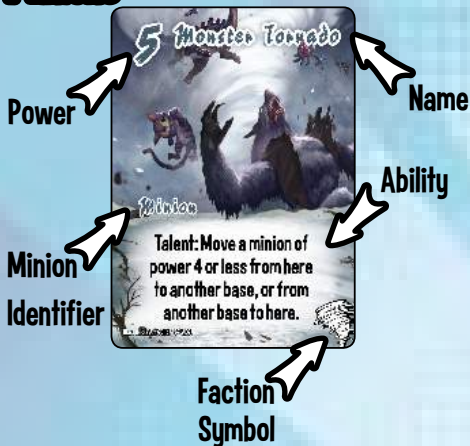 5 Monster Tornado
Power
Name
Ability
Minion
Minion
Identifier
Talent: Move a minion of
power 4 or less from here
to another base, or from
another base to here.
Faction
Symbol